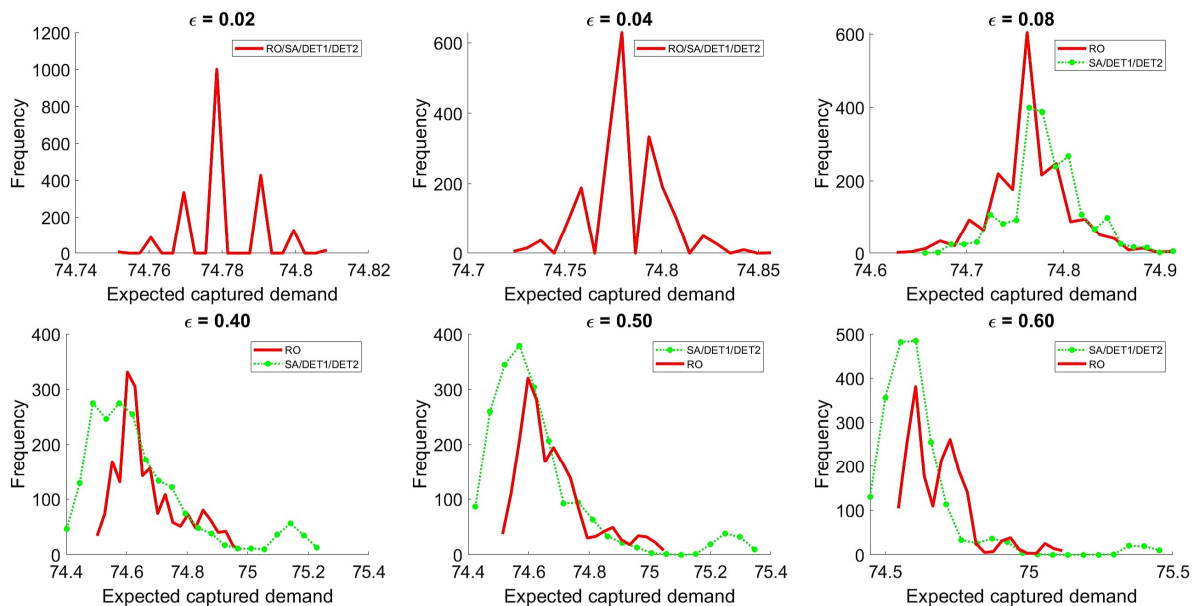 ϵ = 0.02
1200
1000
800
600
400
200
0
RO/SA/DET1/DET2
Frequency
74.74 74.76 74.78 74.8 74.82
Expected captured demand
ϵ = 0.04
600
400
200
0
RO/SA/DET1/DET2
Frequency
74.7 74.75 74.8 74.85
Expected captured demand
ϵ = 0.08
600
400
200
0
RO
SA/DET1/DET2
Frequency
74.6 74.7 74.8 74.9
Expected captured demand
ϵ = 0.40
400
300
200
100
0
RO
SA/DET1/DET2
Frequency
74.4 74.6 74.8 75 75.2 75.4
Expected captured demand
ϵ = 0.50
400
300
200
100
0
SA/DET1/DET2
RO
Frequency
74.4 74.6 74.8 75 75.2 75.4
Expected captured demand
ϵ = 0.60
500
400
300
200
100
0
SA/DET1/DET2
RO
Frequency
74.5 75 75.5
Expected captured demand